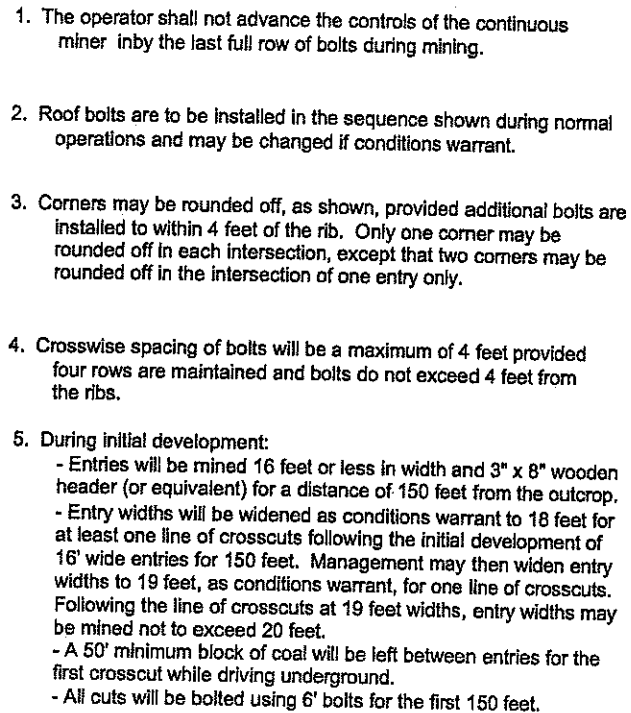 1. The operator shall not advance the controls of the continuous
miner inby the last full row of bolts during mining.
2. Roof bolts are to be installed in the sequence shown during normal
operations and may be changed if conditions warrant.
3. Corners may be rounded off, as shown, provided additional bolts are
installed to within 4 feet of the rib. Only one corner may be
rounded off in each intersection, except that two corners may be
rounded off in the intersection of one entry only.
4. Crosswise spacing of bolts will be a maximum of 4 feet provided
four rows are maintained and bolts do not exceed 4 feet from
the ribs.
5. During initial development:
- Entries will be mined 16 feet or less in width and 3" x 8" wooden
header (or equivalent) for a distance of 150 feet from the outcrop.
- Entry widths will be widened as conditions warrant to 18 feet for
at least one line of crosscuts following the initial development of
16' wide entries for 150 feet. Management may then widen entry
widths to 19 feet, as conditions warrant, for one line of crosscuts.
Following the line of crosscuts at 19 feet widths, entry widths may
be mined not to exceed 20 feet.
- A 50' minimum block of coal will be left between entries for the
first crosscut while driving underground.
- All cuts will be bolted using 6' bolts for the first 150 feet.